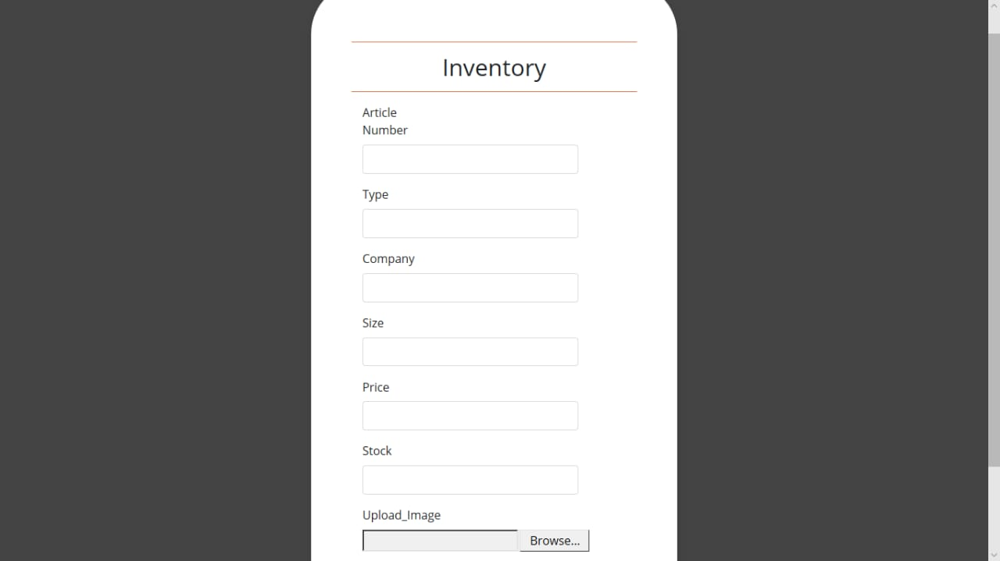 Inventory
Article
Number
Type
Company
Size
Price
Stock
Upload_Image
Browse...